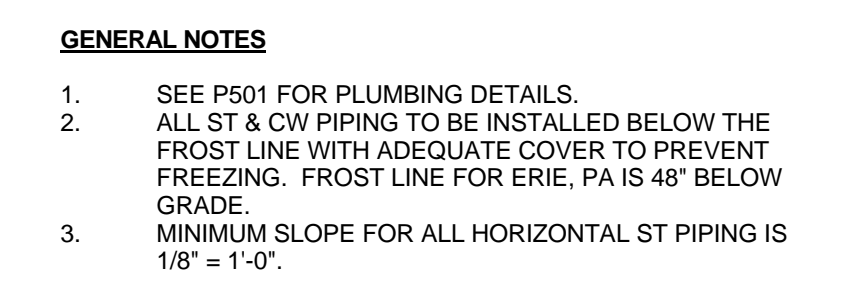 GENERAL NOTES
1. SEE P501 FOR PLUMBING DETAILS.
2. ALL ST & CW PIPING TO BE INSTALLED BELOW THE
FROST LINE WITH ADEQUATE COVER TO PREVENT
FREEZING. FROST LINE FOR ERIE, PA IS 48" BELOW
GRADE.
3. MINIMUM SLOPE FOR ALL HORIZONTAL ST PIPING IS
1/8" = 1'-0".